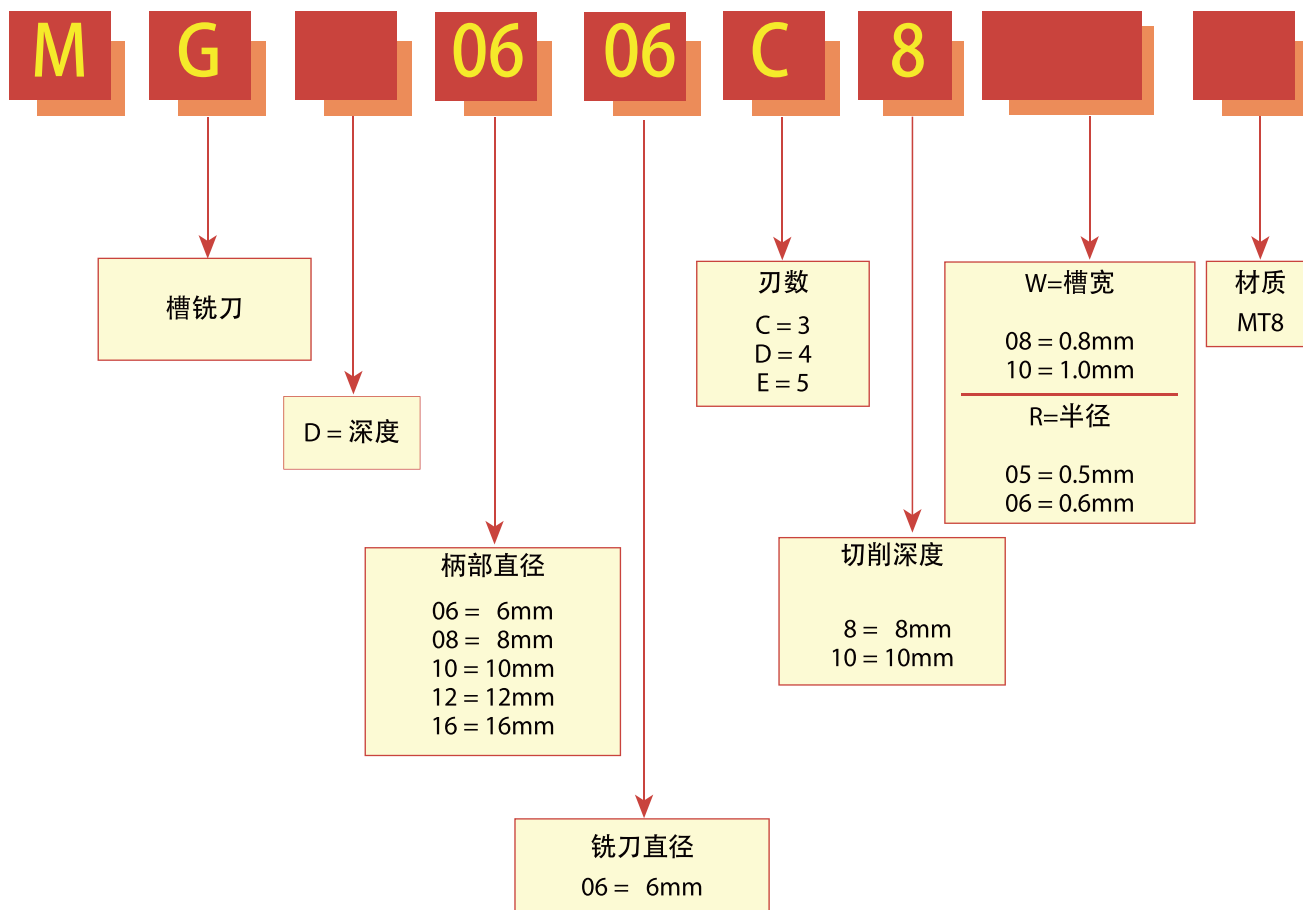 M G 06 06 C 8
槽铣刀
D = 深度
柄部直径
06 = 6mm
08 = 8mm
10 = 10mm
12 = 12mm
16 = 16mm
铣刀直径
06 = 6mm
刃数
C = 3
D = 4
E = 5
切削深度
8 = 8mm
10 = 10mm
W=槽宽
08 = 0.8mm
10 = 1.0mm
R=半径
05 = 0.5mm
06 = 0.6mm
材质
MT8